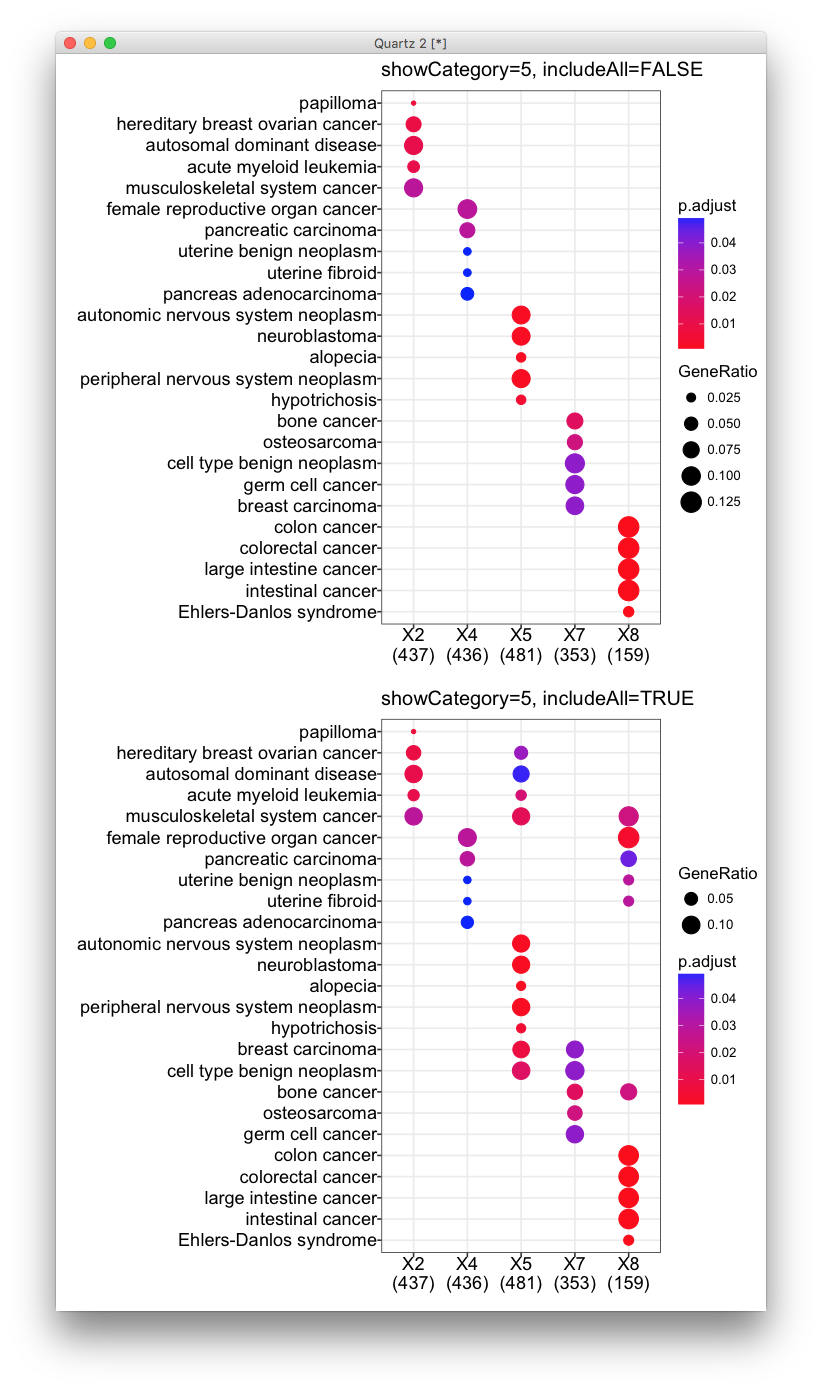 Quartz 2 [*]
showCategory=5, includeAll=FALSE
papilloma
hereditary breast ovarian cancer
autosomal dominant disease
acute myeloid leukemia
musculoskeletal system cancer
female reproductive organ cancer
pancreatic carcinoma
uterine benign neoplasm
uterine fibroid
pancreas adenocarcinoma
autonomic nervous system neoplasm
neuroblastoma
alopecia
peripheral nervous system neoplasm
hypotrichosis
bone cancer
osteosarcoma
cell type benign neoplasm
germ cell cancer
breast carcinoma
colon cancer
colorectal cancer
large intestine cancer
intestinal cancer
Ehlers-Danlos syndrome
X2 X4 X5 X7 X8
(437) (436) (481) (353) (159)
p.adjust
0.04
0.03
0.02
0.01
GeneRatio
0.025
0.050
0.075
0.100
0.125
showCategory=5, includeAll=TRUE
papilloma
hereditary breast ovarian cancer
autosomal dominant disease
acute myeloid leukemia
musculoskeletal system cancer
female reproductive organ cancer
pancreatic carcinoma
uterine benign neoplasm
uterine fibroid
pancreas adenocarcinoma
autonomic nervous system neoplasm
neuroblastoma
alopecia
peripheral nervous system neoplasm
hypotrichosis
breast carcinoma
cell type benign neoplasm
bone cancer
osteosarcoma
germ cell cancer
colon cancer
colorectal cancer
large intestine cancer
intestinal cancer
Ehlers-Danlos syndrome
X2 X4 X5 X7 X8
(437) (436) (481) (353) (159)
GeneRatio
0.05
0.10
p.adjust
0.04
0.03
0.02
0.01